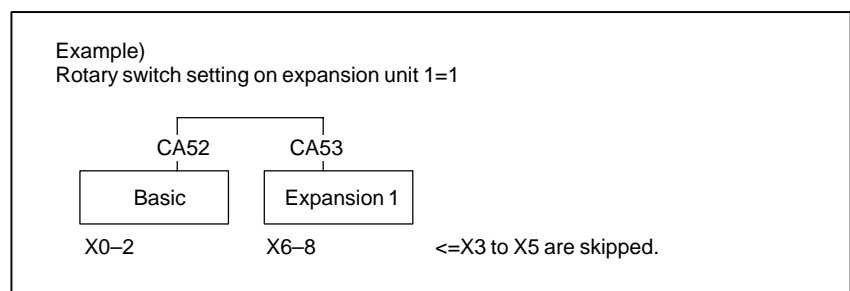 Example)
Rotary switch setting on expansion unit 1=1
CA52 CA53
Basic Expansion 1
X0–2 X6–8 <=X3 to X5 are skipped.